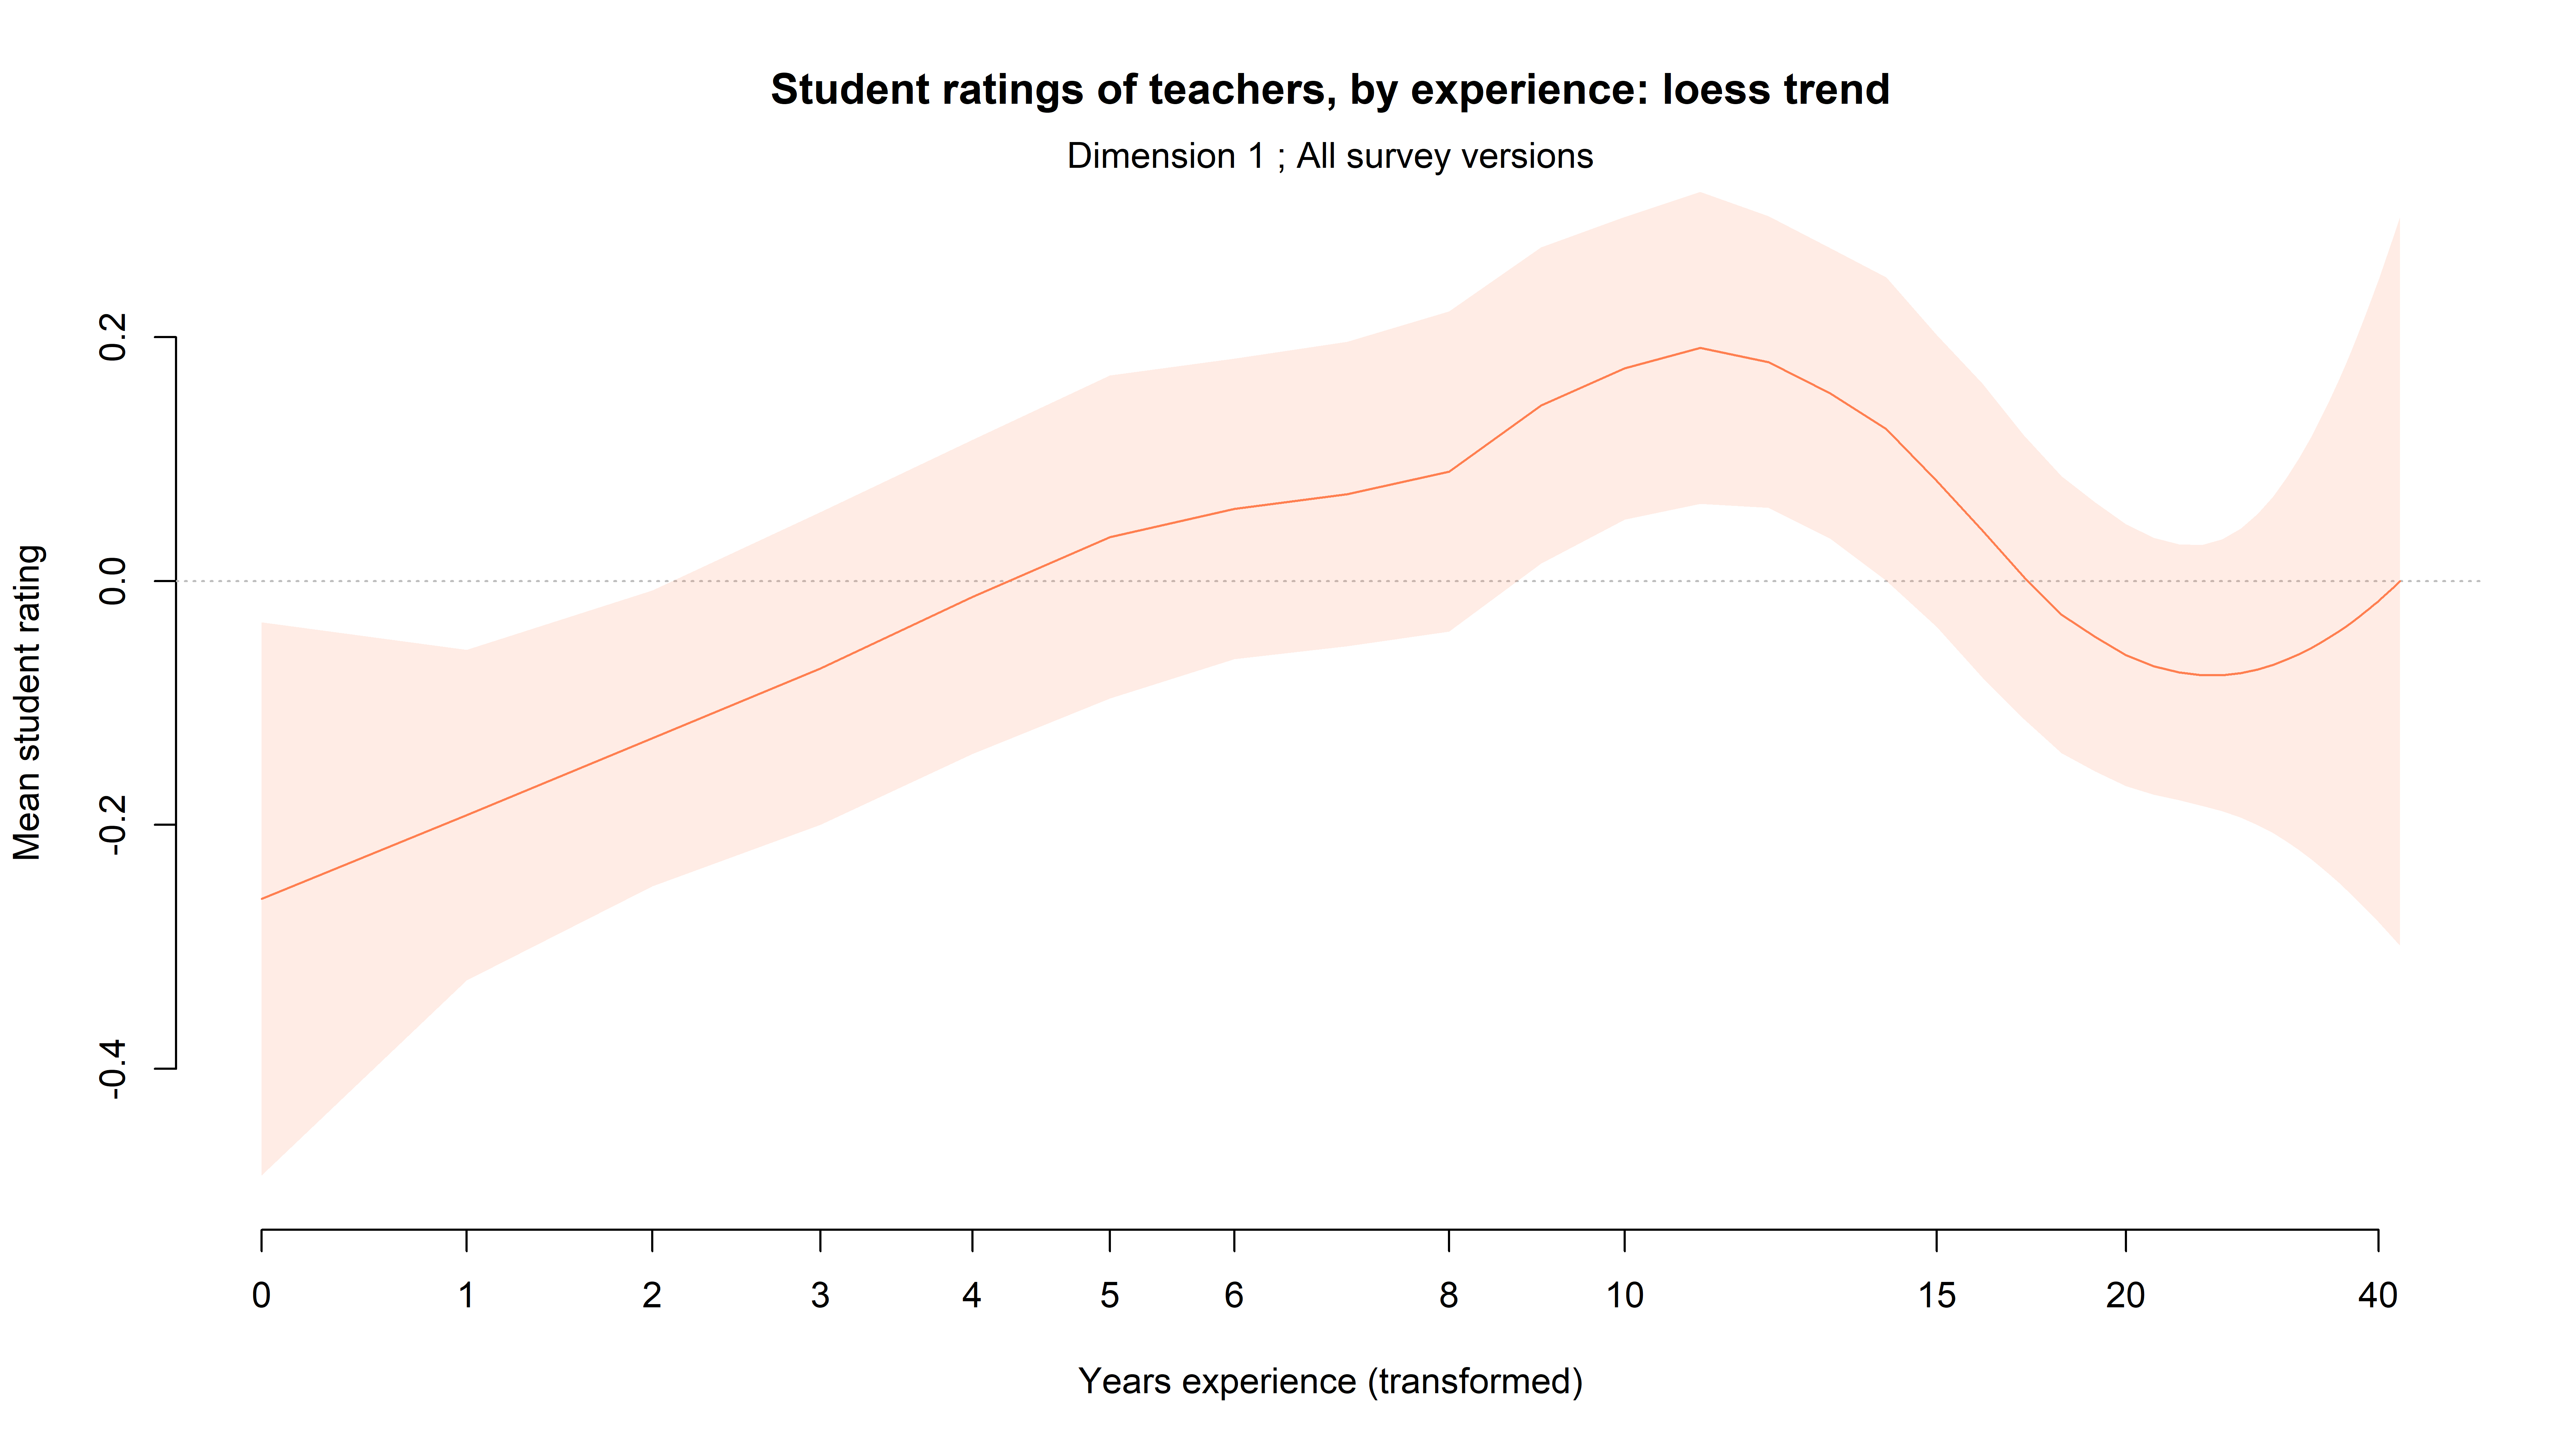 Student ratings of teachers, by experience: loess trend
Dimension 1 ; All survey versions
Mean student rating
0.2
0.0
-0.2
-0.4
0 1 2 3 4 5 6 8 10 15 20 40
Years experience (transformed)